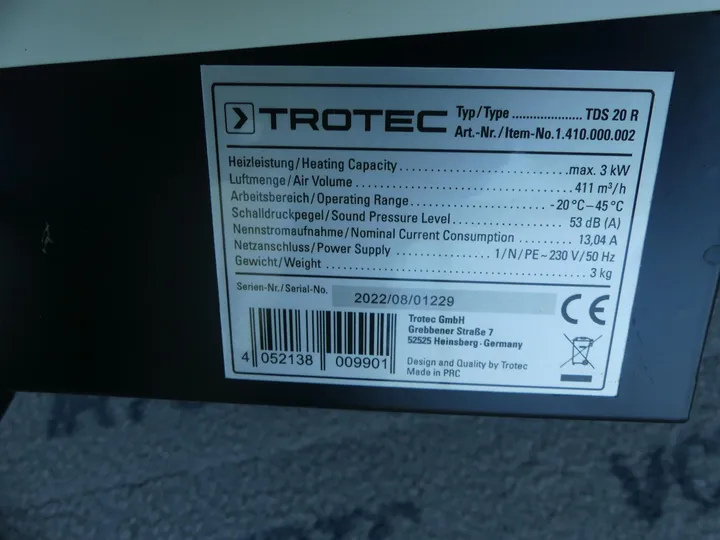 TROTEC
Typ/Type ..................... TDS 20 R
Art.-Nr./Item-No.1.410.000.002
Heizleistung/Heating Capacity ........................... max. 3 kW
Luftmenge/Air Volume ................................... 411 m³/h
Arbeitsbereich/Operating Range ...................... -20°C–45°C
Schalldruckpegel/Sound Pressure Level ................. 53 dB (A)
Nennstromaufnahme/Nominal Current Consumption ......... 13,04 A
Netzanschluss/Power Supply ............ 1/N/PE~230 V/50 Hz
Gewicht/Weight ........................................ 3 kg
Serien-Nr./Serial-No. 2022/08/01229
CE
4 052138 009901
Trotec GmbH
Grebbener Straße 7
52525 Heinsberg · Germany
Design and Quality by Trotec
Made in PRC